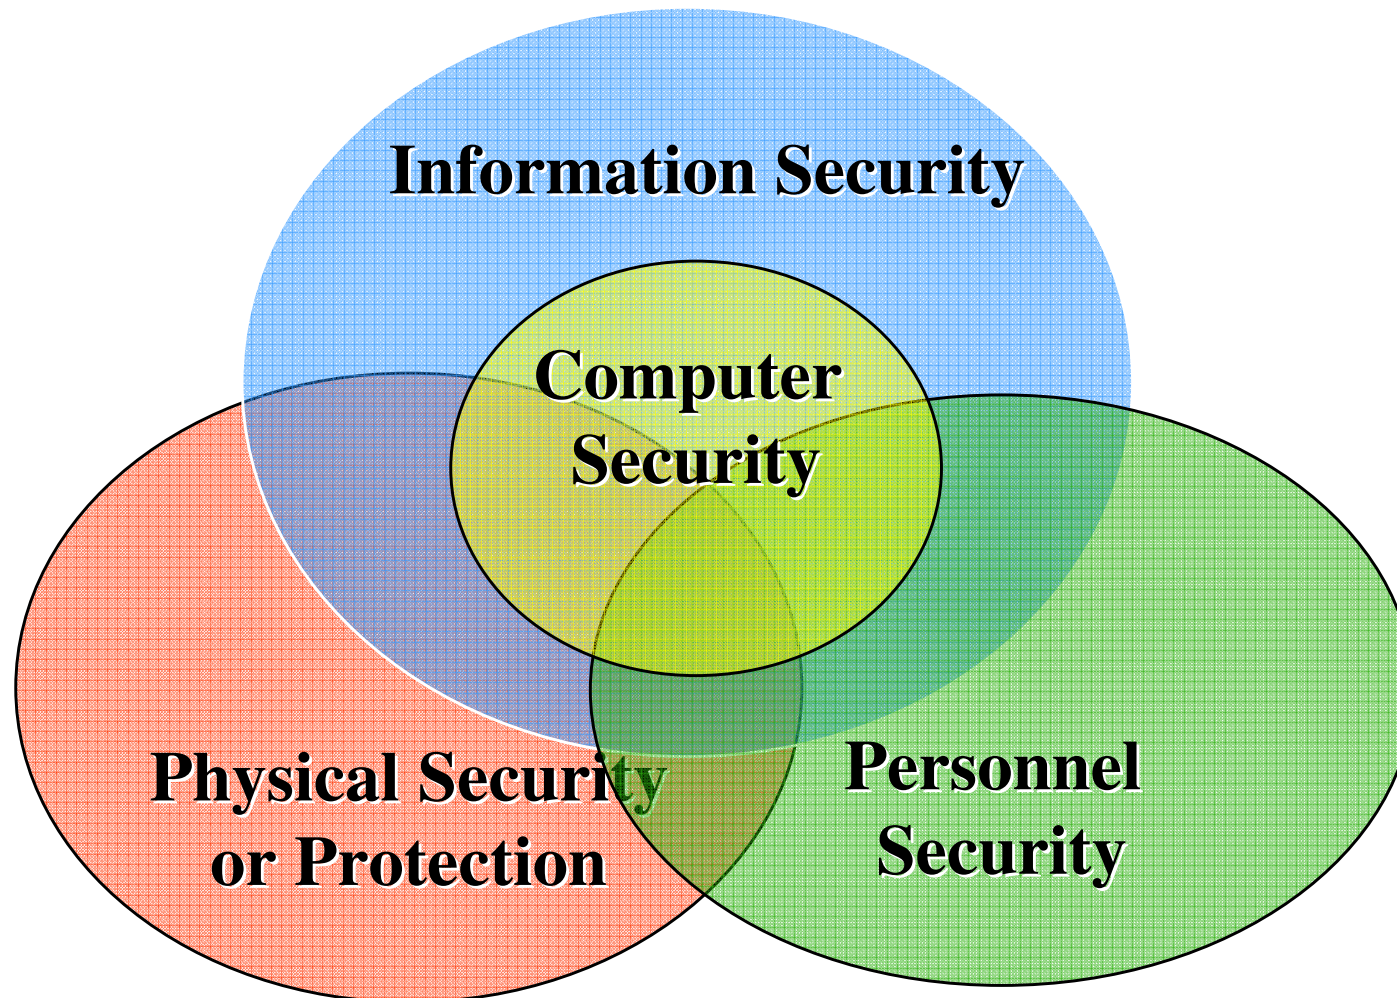 Information Security
Computer
Security
Physical Security
or Protection
Personnel
Security